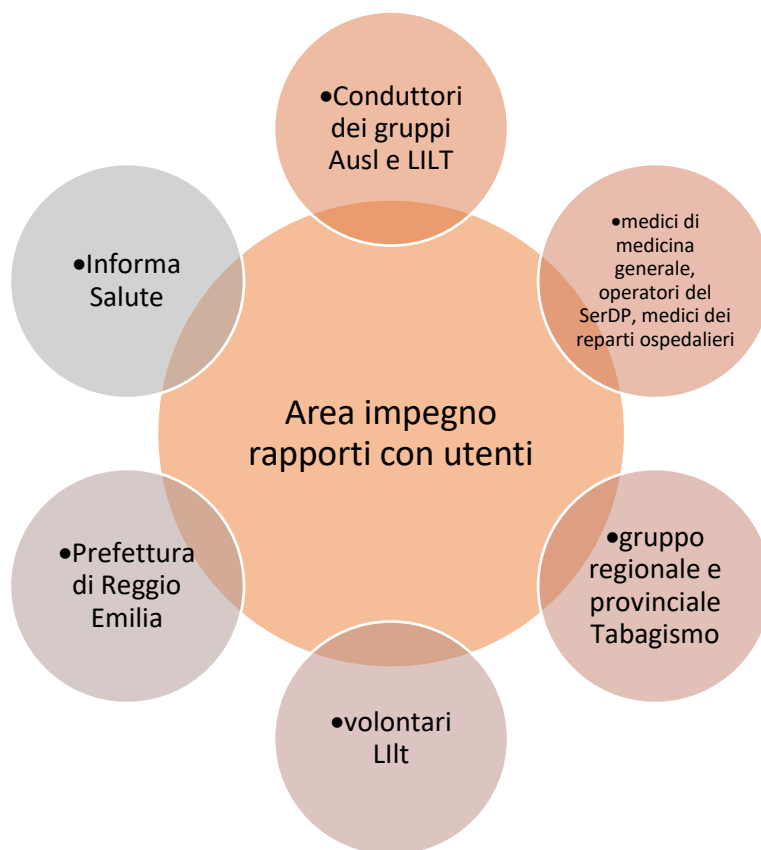 •Conduttori
dei gruppi
Ausl e LILT
•medici di
medicina
generale,
operatori del
SerDP, medici dei
reparti ospedalieri
•gruppo
regionale e
provinciale
Tabagismo
•volontari
LIlt
•Prefettura
di Reggio
Emilia
•Informa
Salute
Area impegno
rapporti con utenti